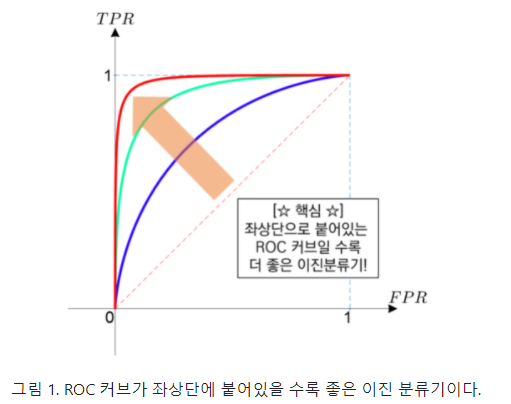 TPR
1
[☆ 핵심 ☆]
좌상단으로 붙어있는
ROC 커브일 수록
더 좋은 이진분류기!
FPR
0
1
그림 1. ROC 커브가 좌상단에 붙어있을 수록 좋은 이진 분류기이다.